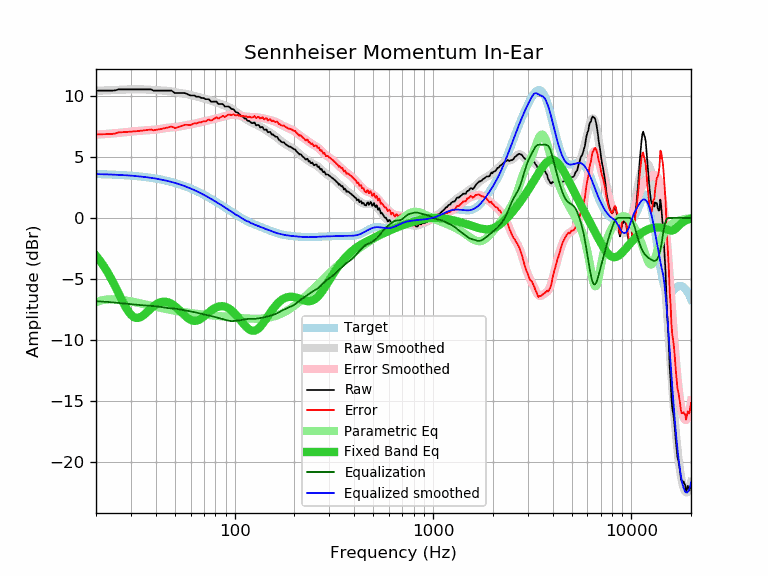 Sennheiser Momentum In-Ear
Amplitude (dBr)
10
5
0
−5
−10
−15
−20
Target
Raw Smoothed
Error Smoothed
Raw
Error
Parametric Eq
Fixed Band Eq
Equalization
Equalized smoothed
100
1000
10000
Frequency (Hz)